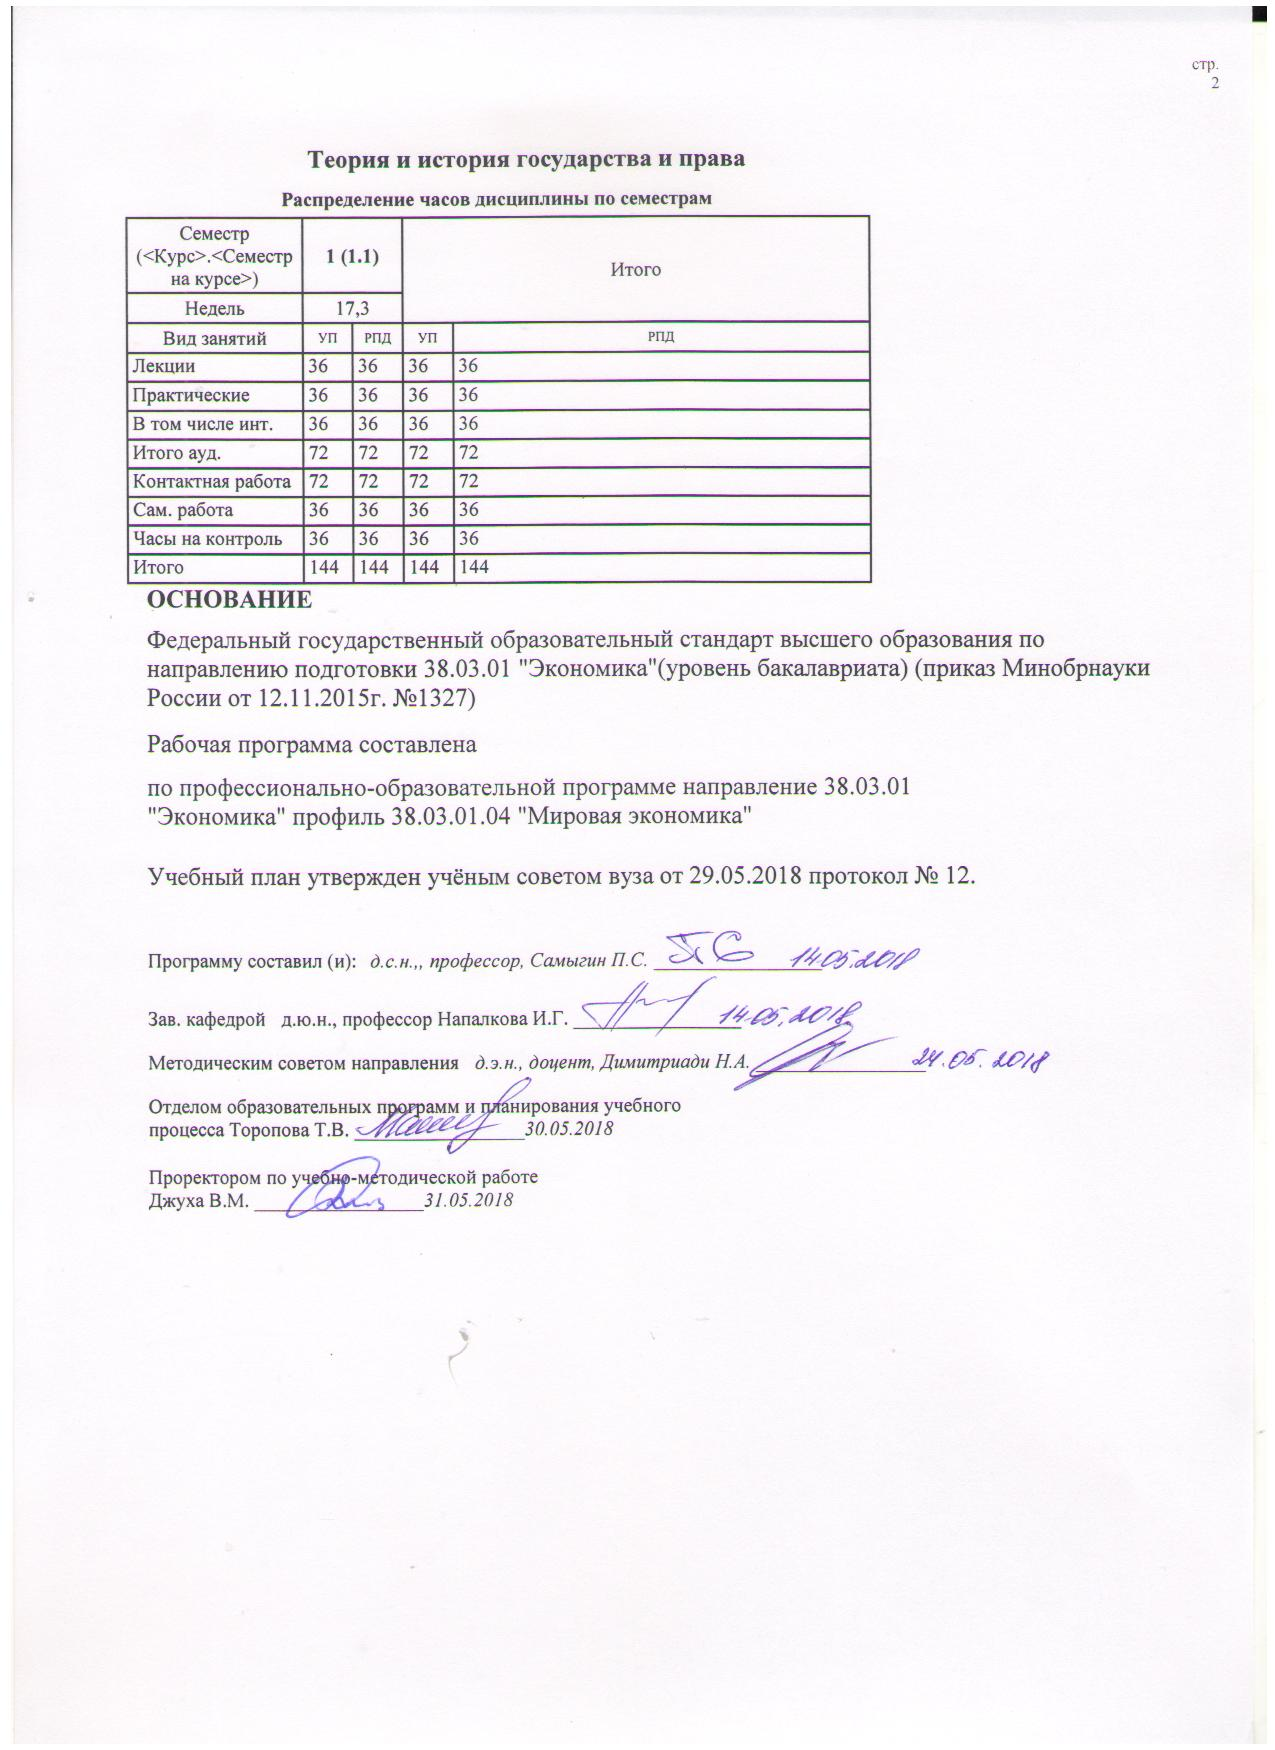 стр.
2
Теория и история государства и права
Распределение часов дисциплины по семестрам
Семестр
(<Курс>.<Семестр
на курсе>)
1 (1.1)
Итого
Недель 17,3
Вид занятий УП РПД УП РПД
Лекции 36 36 36 36
Практические 36 36 36 36
В том числе инт. 36 36 36 36
Итого ауд. 72 72 72 72
Контактная работа 72 72 72 72
Сам. работа 36 36 36 36
Часы на контроль 36 36 36 36
Итого 144 144 144 144
ОСНОВАНИЕ
Федеральный государственный образовательный стандарт высшего образования по
направлению подготовки 38.03.01 "Экономика"(уровень бакалавриата) (приказ Минобрнауки
России от 12.11.2015г. №1327)
Рабочая программа составлена
по профессионально-образовательной программе направление 38.03.01
"Экономика" профиль 38.03.01.04 "Мировая экономика"
Учебный план утвержден учёным советом вуза от 29.05.2018 протокол № 12.
Программу составил (и): д.с.н.,, профессор, Самыгин П.С. 14.05.2018
Зав. кафедрой д.ю.н., профессор Напалкова И.Г. 14.05.2018
Методическим советом направления д.э.н., доцент, Димитриади Н.А. 24.05.2018
Отделом образовательных программ и планирования учебного
процесса Торопова Т.В. 30.05.2018
Проректором по учебно-методической работе
Джуха В.М. 31.05.2018